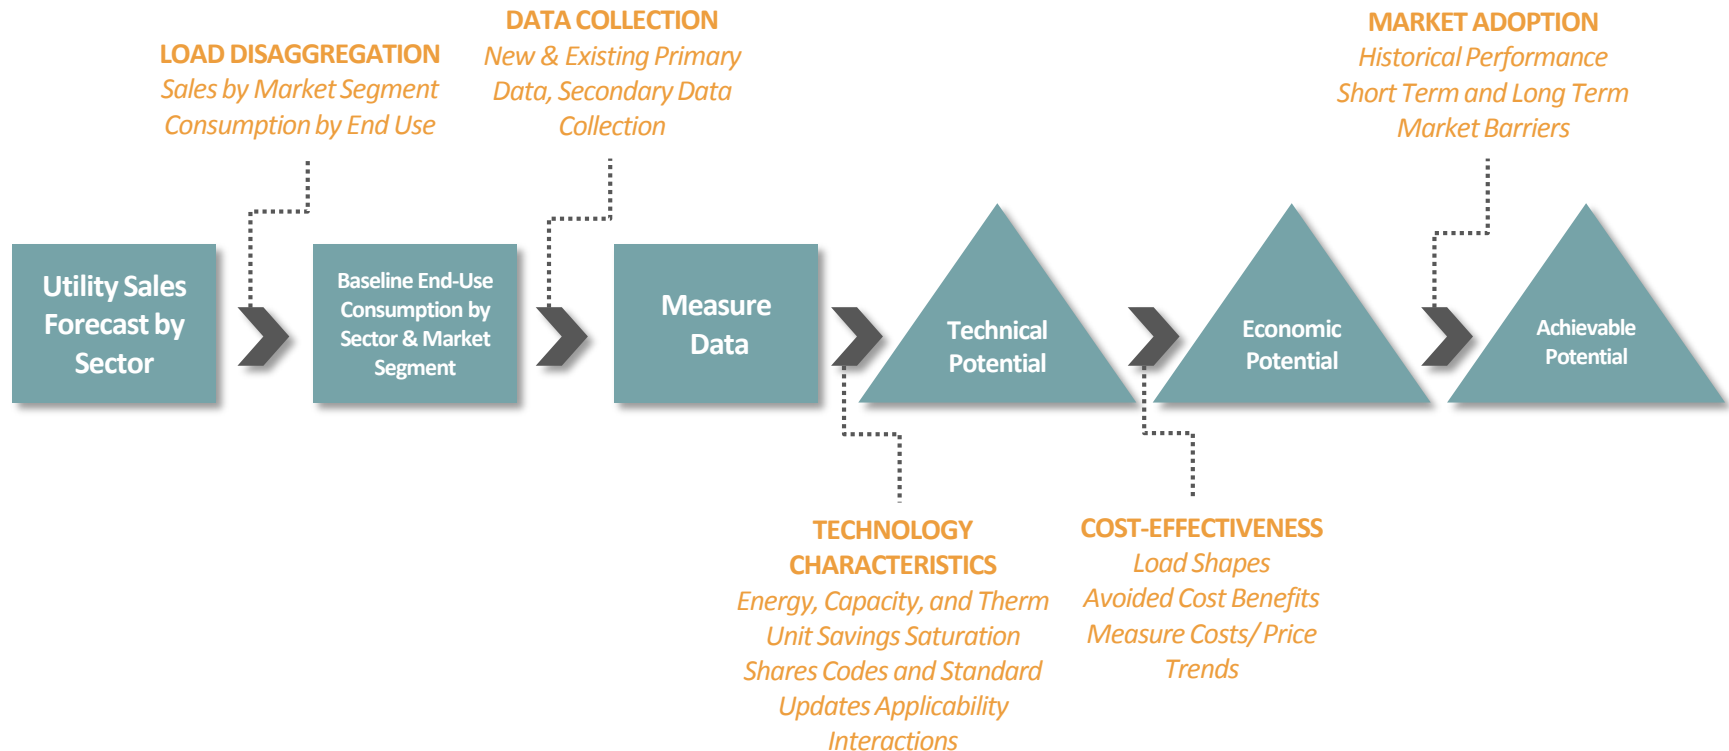 LOAD DISAGGREGATION
Sales by Market Segment
Consumption by End Use
DATA COLLECTION
New & Existing Primary
Data, Secondary Data
Collection
MARKET ADOPTION
Historical Performance
Short Term and Long Term
Market Barriers
Utility Sales
Forecast by
Sector
Baseline End-Use
Consumption by
Sector & Market
Segment
Measure
Data
Technical
Potential
Economic
Potential
Achievable
Potential
TECHNOLOGY
CHARACTERISTICS
Energy, Capacity, and Therm
Unit Savings Saturation
Shares Codes and Standard
Updates Applicability
Interactions
COST-EFFECTIVENESS
Load Shapes
Avoided Cost Benefits
Measure Costs/ Price
Trends